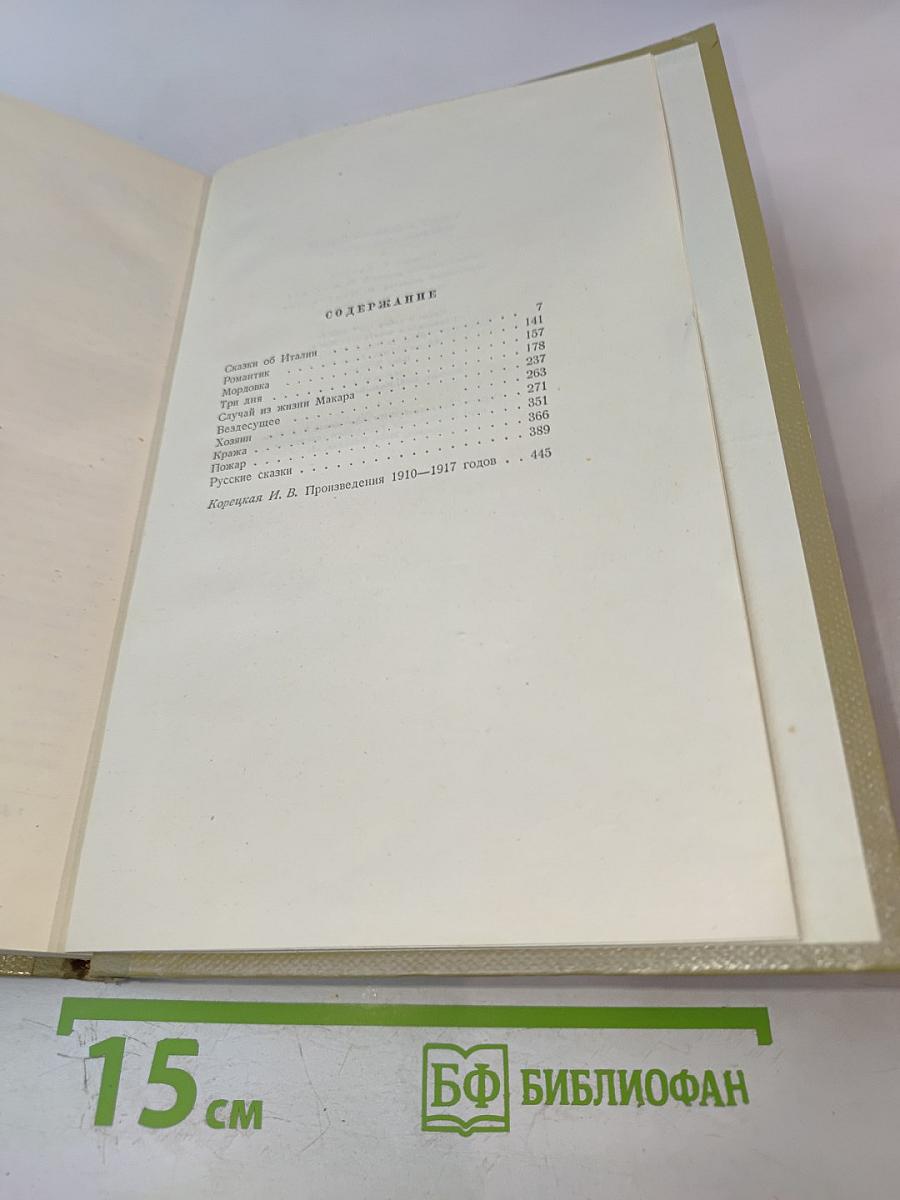 СОДЕРЖАНИЕ
Сказки об Италии . . . . . . . . . . . . . . . 7
Романтик . . . . . . . . . . . . . . . . . . 141
Мордовка . . . . . . . . . . . . . . . . . . 157
Три дня . . . . . . . . . . . . . . . . . . 178
Случай из жизни Макара . . . . . . . . . . . . 237
Вездесущее . . . . . . . . . . . . . . . . . 263
Хозяин . . . . . . . . . . . . . . . . . . 271
Кража . . . . . . . . . . . . . . . . . . . 351
Пожар . . . . . . . . . . . . . . . . . . . 366
Русские сказки . . . . . . . . . . . . . . . . 389
Корецкая И. В. Произведения 1910—1917 годов . . 445
15 см
БФ БИБЛИОФАН